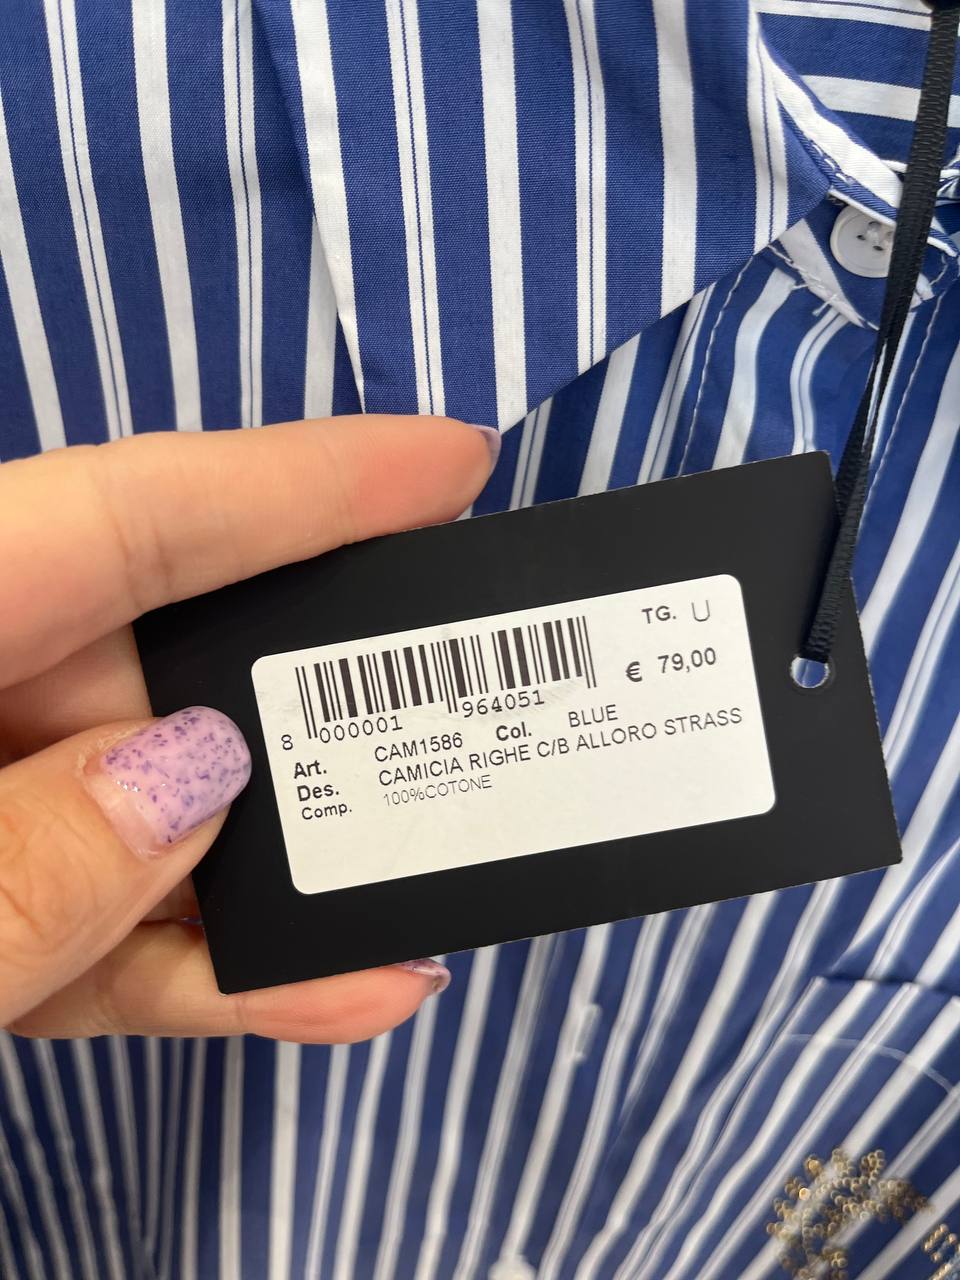 TG. U
€ 79,00
8 000001 964051
Art. CAM1586 Col. BLUE
Des. CAMICIA RIGHE C/B ALLORO STRASS
Comp. 100%COTONE